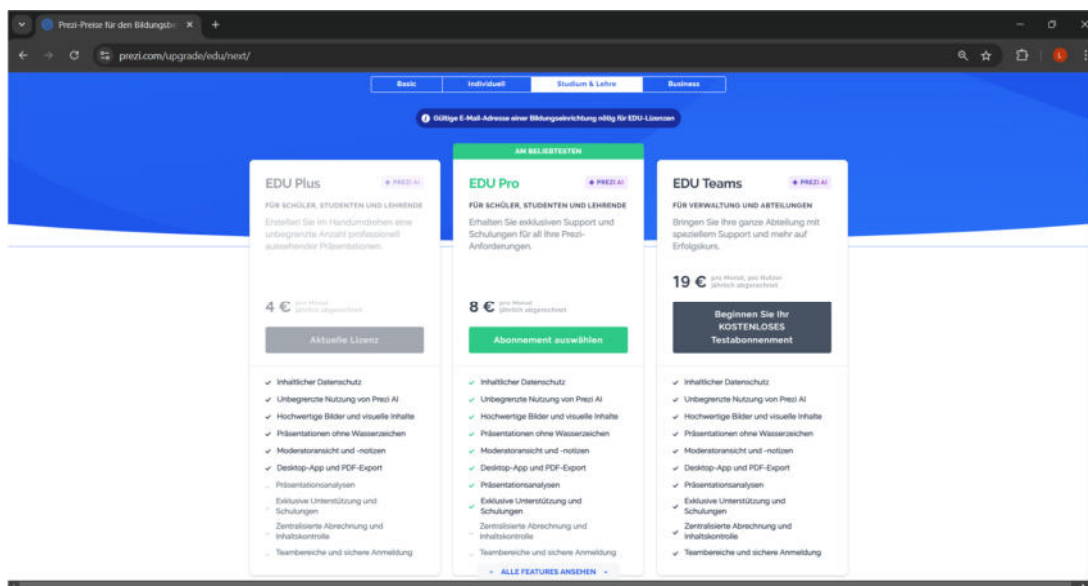 Prezi-Preise für den Bildungsbe
prezi.com/upgrade/edu/next/
L
Basic
Individuell
Studium & Lehre
Business
Gültige E-Mail-Adresse einer Bildungseinrichtung nötig für EDU-Lizenzen
EDU Plus
PREZI AI
FÜR SCHÜLER, STUDENTEN UND LEHRENDE
Erstellen Sie im Handumdrehen eine
unbegrenzte Anzahl professionell
aussehender Präsentationen.
4 €
pro Monat
jährlich abgerechnet
Aktuelle Lizenz
Inhaltlicher Datenschutz
Unbegrenzte Nutzung von Prezi AI
Hochwertige Bilder und visuelle Inhalte
Präsentationen ohne Wasserzeichen
Moderatoransicht und -notizen
Desktop-App und PDF-Export
Präsentationsanalysen
Exklusive Unterstützung und
Schulungen
Zentralisierte Abrechnung und
Inhaltskontrolle
Teambereiche und sichere Anmeldung
AM BELIEBTESTEN
EDU Pro
PREZI AI
FÜR SCHÜLER, STUDENTEN UND LEHRENDE
Erhalten Sie exklusiven Support und
Schulungen für all Ihre Prezi-
Anforderungen.
8 €
pro Monat
jährlich abgerechnet
Abonnement auswählen
Inhaltlicher Datenschutz
Unbegrenzte Nutzung von Prezi AI
Hochwertige Bilder und visuelle Inhalte
Präsentationen ohne Wasserzeichen
Moderatoransicht und -notizen
Desktop-App und PDF-Export
Präsentationsanalysen
Exklusive Unterstützung und
Schulungen
Zentralisierte Abrechnung und
Inhaltskontrolle
Teambereiche und sichere Anmeldung
ALLE FEATURES ANSEHEN
EDU Teams
PREZI AI
FÜR VERWALTUNG UND ABTEILUNGEN
Bringen Sie Ihre ganze Abteilung mit
speziellem Support und mehr auf
Erfolgskurs.
19 €
pro Monat, pro Nutzer
jährlich abgerechnet
Beginnen Sie Ihr
KOSTENLOSES
Testabonnenment
Inhaltlicher Datenschutz
Unbegrenzte Nutzung von Prezi AI
Hochwertige Bilder und visuelle Inhalte
Präsentationen ohne Wasserzeichen
Moderatoransicht und -notizen
Desktop-App und PDF-Export
Präsentationsanalysen
Exklusive Unterstützung und
Schulungen
Zentralisierte Abrechnung und
Inhaltskontrolle
Teambereiche und sichere Anmeldung